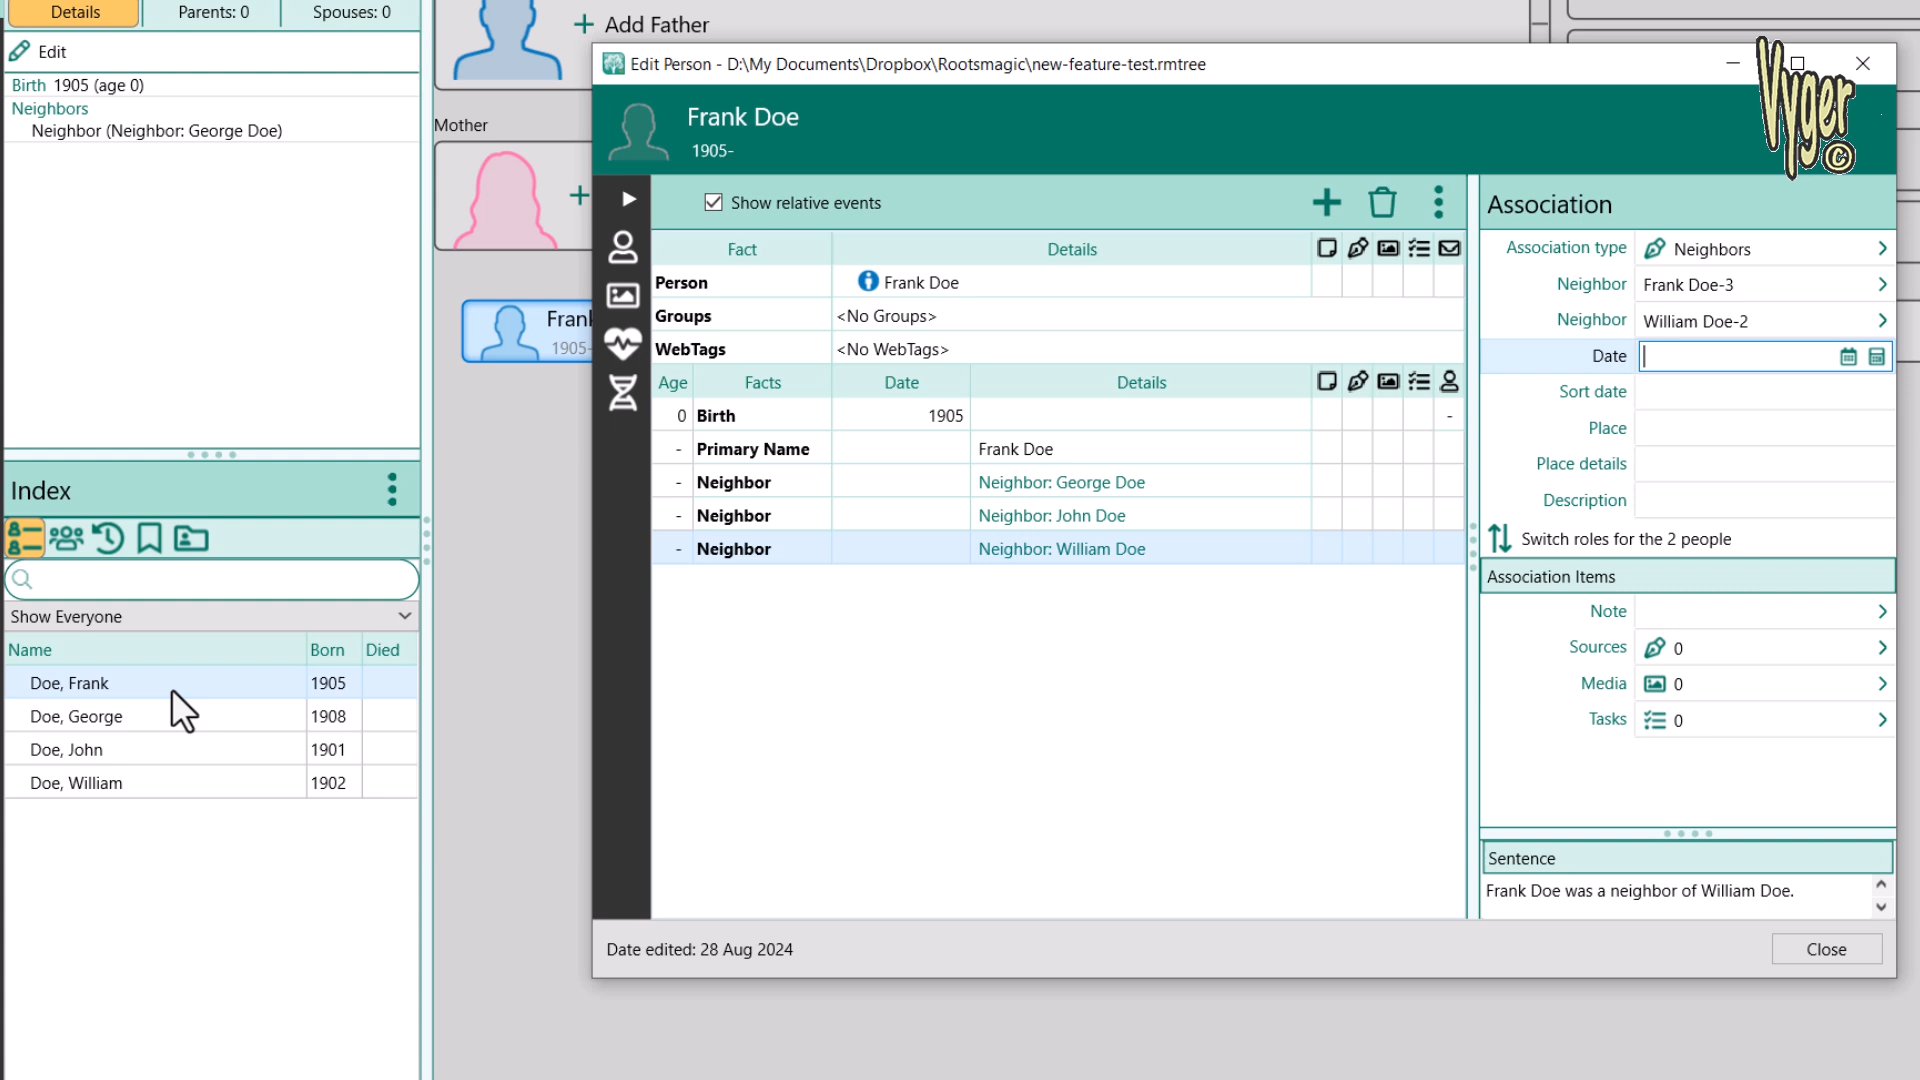 Details
Parents: 0
Spouses: 0
Edit
Birth 1905 (age 0)
Neighbors
Neighbor (Neighbor: George Doe)
Index
Show Everyone
Name Born Died
Doe, Frank 1905
Doe, George 1908
Doe, John 1901
Doe, William 1902
+ Add Father
Mother
+
Frank
1905-
Edit Person - D:\My Documents\Dropbox\Rootsmagic\new-feature-test.rmtree
Vyger ©
Frank Doe
1905-
Show relative events
Fact Details
Person Frank Doe
Groups <No Groups>
WebTags <No WebTags>
Age Facts Date Details
0 Birth 1905 -
- Primary Name Frank Doe
- Neighbor Neighbor: George Doe
- Neighbor Neighbor: John Doe
- Neighbor Neighbor: William Doe
Association
Association type Neighbors
Neighbor Frank Doe-3
Neighbor William Doe-2
Date
Sort date
Place
Place details
Description
Switch roles for the 2 people
Association Items
Note
Sources 0
Media 0
Tasks 0
Sentence
Frank Doe was a neighbor of William Doe.
Date edited: 28 Aug 2024
Close